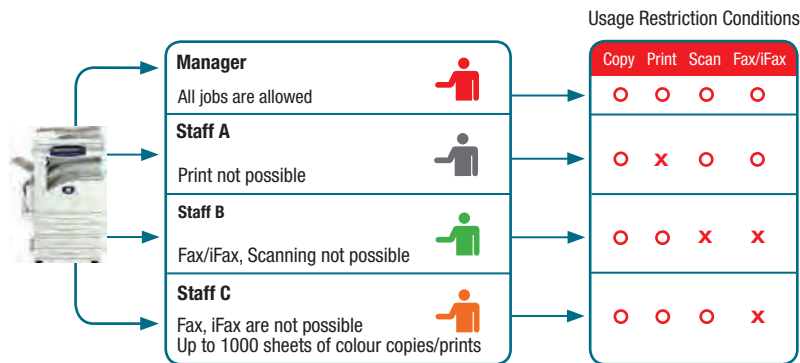 Usage Restriction Conditions
Manager
All jobs are allowed
Staff A
Print not possible
Staff B
Fax/iFax, Scanning not possible
Staff C
Fax, iFax are not possible
Up to 1000 sheets of colour copies/prints
Copy Print Scan Fax/iFax
O O O O
O X O O
O O X X
O O O X